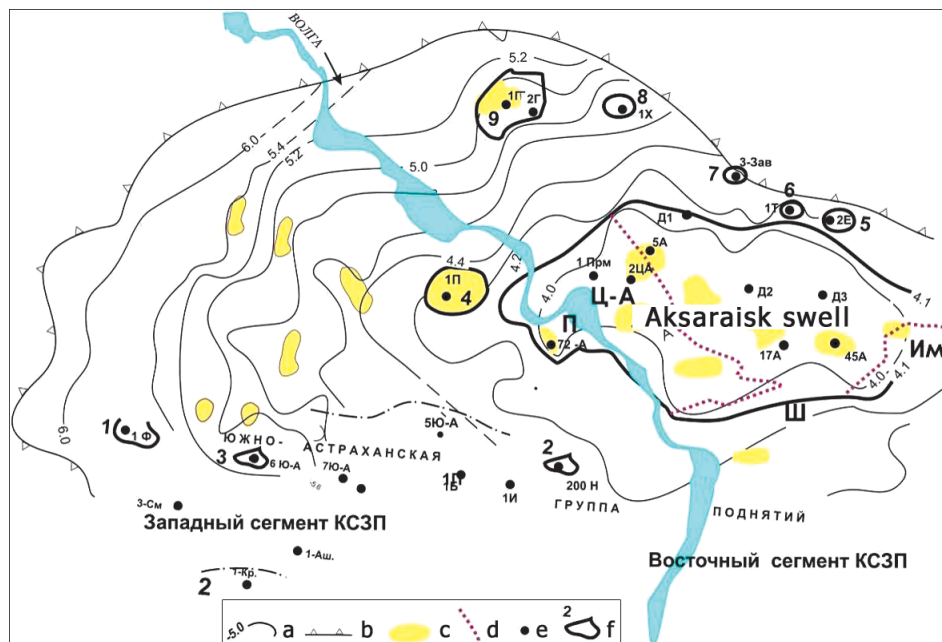 ВОЛГА
5.2
6.0
5.4
5.2
5.0
1Г
2Г
9
8
1Х
3-Зав
7
6
1Т
2Е
5
Д1
4.4
4.2
5А
1 Прм
2ЦА
4.0
Ц-А
4.1
1П
4
Д2
Д3
П
Aksaraisk swell
72 -А
17А
45А
Им
4.0
4.1
Ш
6.0
1
1 Ф
5Ю-А
ЮЖНО-
АСТРАХАНСКАЯ
3
6 Ю-А
7Ю-А
-5.6
1П
1Б
1И
2
200 Н
ГРУППА
ПОДНЯТИЙ
3-См
Западный сегмент КСЗП
1-Аш.
Восточный сегмент КСЗП
1-Кр.
2
-5.0 a b c d e 2 f